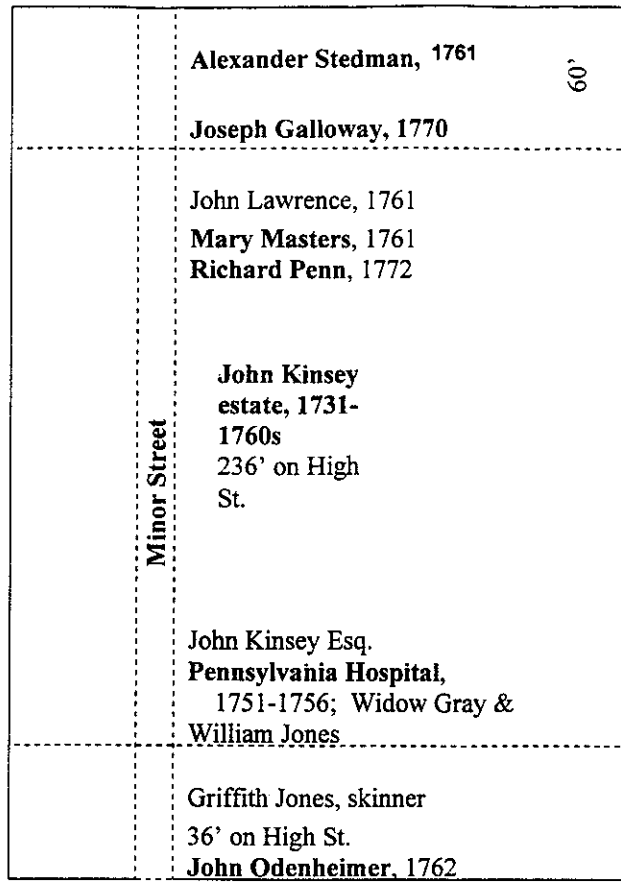 Alexander Stedman, 1761
60’
Joseph Galloway, 1770
John Lawrence, 1761
Mary Masters, 1761
Richard Penn, 1772
John Kinsey
estate, 1731-
1760s
236’ on High
St.
Minor Street
John Kinsey Esq.
Pennsylvania Hospital,
1751-1756; Widow Gray &
William Jones
Griffith Jones, skinner
36’ on High St.
John Odenheimer, 1762